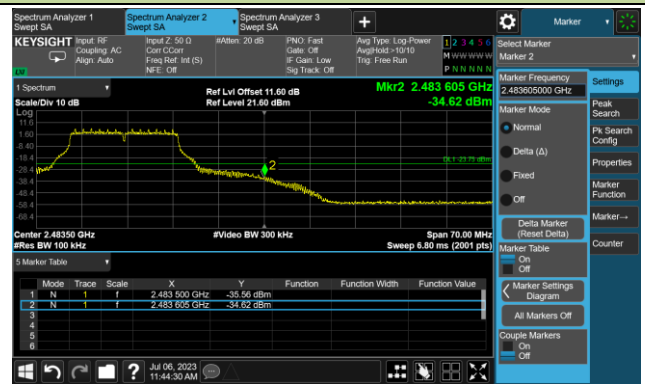 Spectrum Analyzer 1
Swept SA
Spectrum Analyzer 2
Swept SA
Spectrum Analyzer 3
Swept SA
+
Marker
KEYSIGHT
Input: RF
Coupling: AC
Align: Auto
Input Z: 50 Ω
Corr CCorr
Freq Ref: Int (S)
NFE: Off
#Atten: 20 dB
PNO: Fast
Gate: Off
IF Gain: Low
Sig Track: Off
Avg Type: Log-Power
Avg|Hold:>10/10
Trig: Free Run
1 2 3 4 5 6
M W W W W W
P N N N N N
LW
Select Marker
Marker 2
1 Spectrum
Scale/Div 10 dB
Log
Ref Lvl Offset 11.60 dB
Ref Level 21.60 dBm
Mkr2 2.483 605 GHz
-34.62 dBm
11.6
1.60
-8.40
-18.4
-28.4
-38.4
-48.4
-58.4
-68.4
2
DL1 -23.73 dBm
Center 2.48350 GHz
#Res BW 100 kHz
#Video BW 300 kHz
Span 70.00 MHz
Sweep 6.80 ms (2001 pts)
5 Marker Table
Mode Trace Scale X Y Function Function Width Function Value
1 N 1 f 2.483 500 GHz -35.56 dBm
2 N 1 f 2.483 605 GHz -34.62 dBm
3
4
5
6
Marker Frequency
2.483605000 GHz
Marker Mode
Normal
Delta (Δ)
Fixed
Off
Delta Marker
(Reset Delta)
Marker Table
On
Off
Marker Settings
Diagram
All Markers Off
Couple Markers
On
Off
Settings
Peak
Search
Pk Search
Config
Properties
Marker
Function
Marker→
Counter
?
Jul 06, 2023
11:44:30 AM